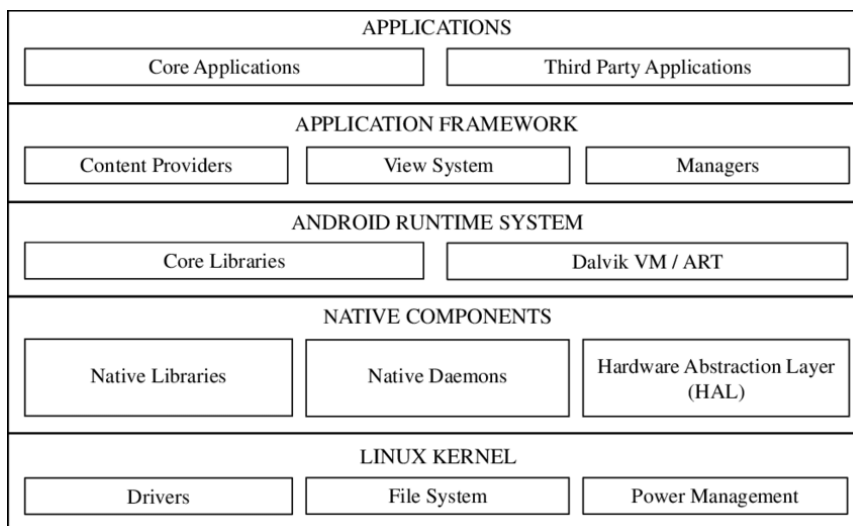 APPLICATIONS
Core Applications
Third Party Applications
APPLICATION FRAMEWORK
Content Providers
View System
Managers
ANDROID RUNTIME SYSTEM
Core Libraries
Dalvik VM / ART
NATIVE COMPONENTS
Native Libraries
Native Daemons
Hardware Abstraction Layer
(HAL)
LINUX KERNEL
Drivers
File System
Power Management